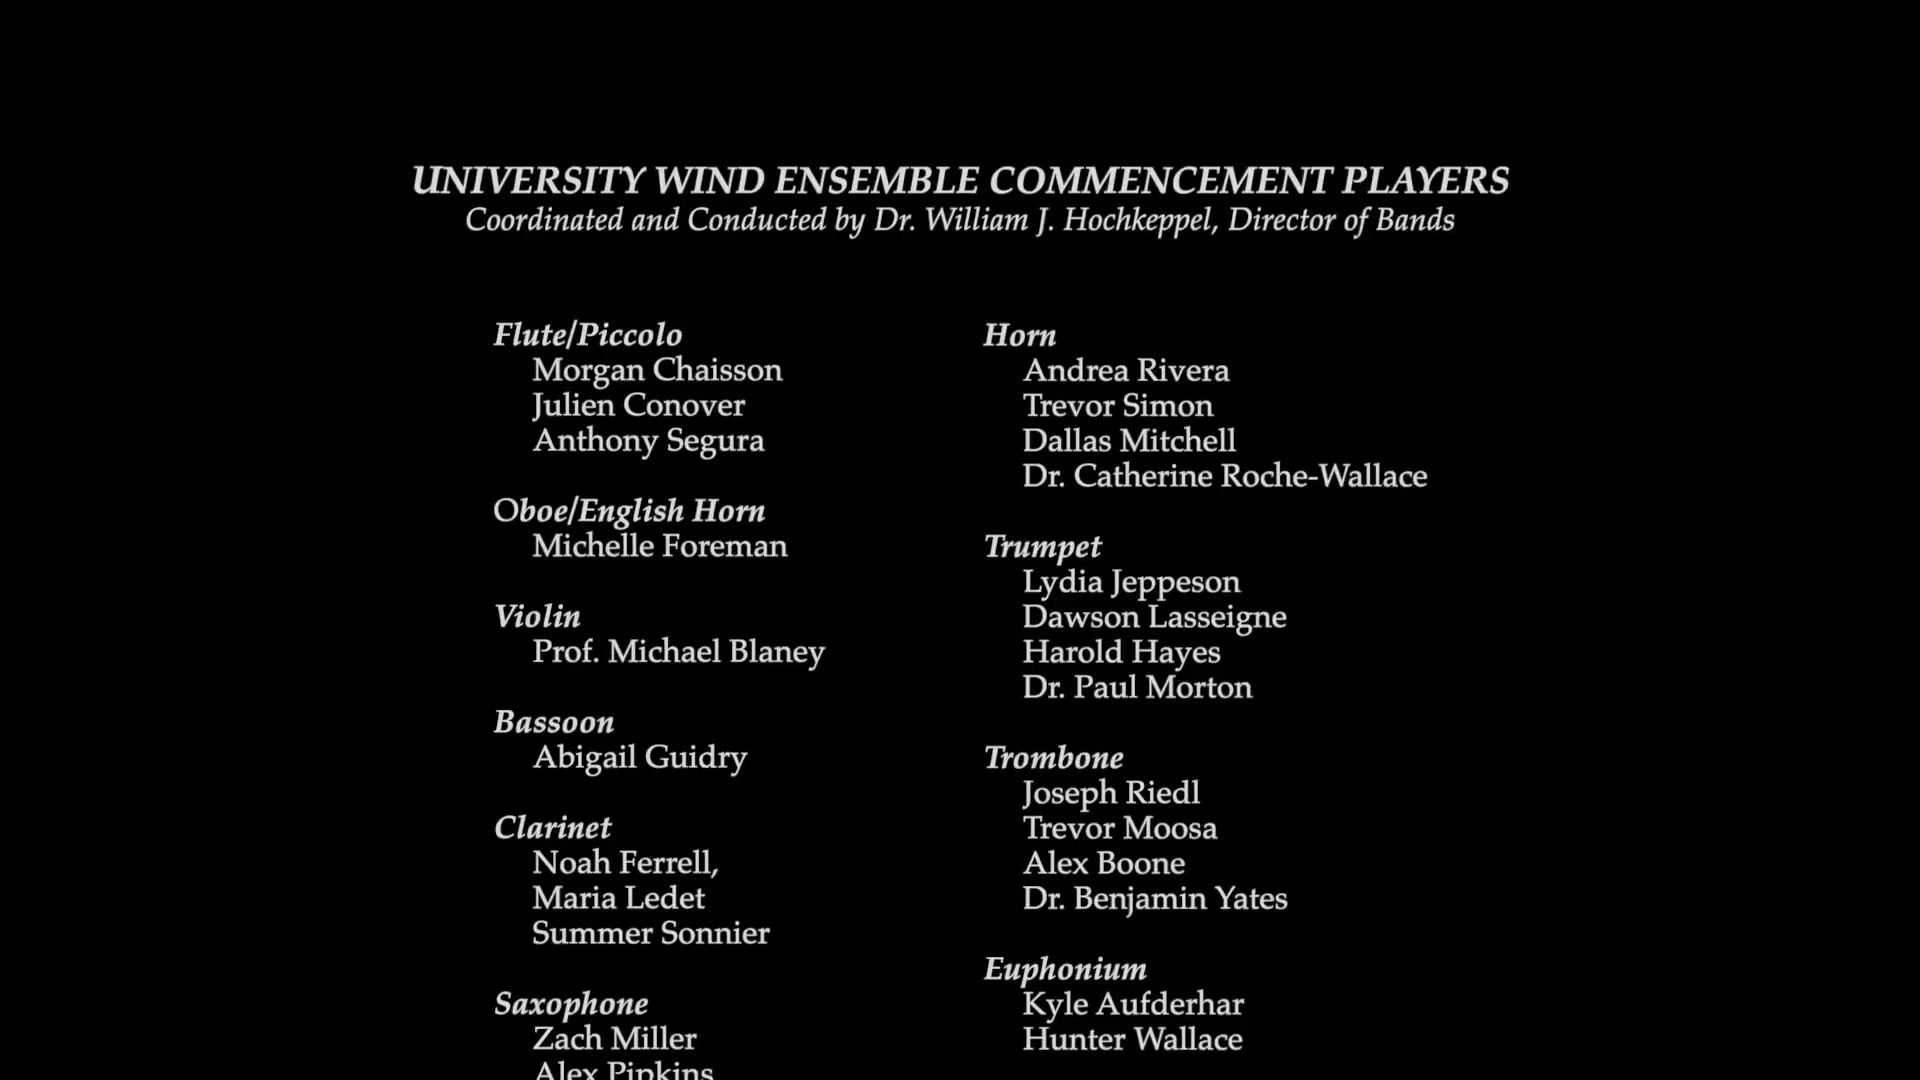 UNIVERSITY WIND ENSEMBLE COMMENCEMENT PLAYERS
Coordinated and Conducted by Dr. William J. Hochkeppel, Director of Bands
Flute/Piccolo
Morgan Chaisson
Julien Conover
Anthony Segura
Oboe/English Horn
Michelle Foreman
Violin
Prof. Michael Blaney
Bassoon
Abigail Guidry
Clarinet
Noah Ferrell,
Maria Ledet
Summer Sonnier
Saxophone
Zach Miller
Alex Pipkins
Horn
Andrea Rivera
Trevor Simon
Dallas Mitchell
Dr. Catherine Roche-Wallace
Trumpet
Lydia Jeppeson
Dawson Lasseigne
Harold Hayes
Dr. Paul Morton
Trombone
Joseph Riedl
Trevor Moosa
Alex Boone
Dr. Benjamin Yates
Euphonium
Kyle Aufderhar
Hunter Wallace